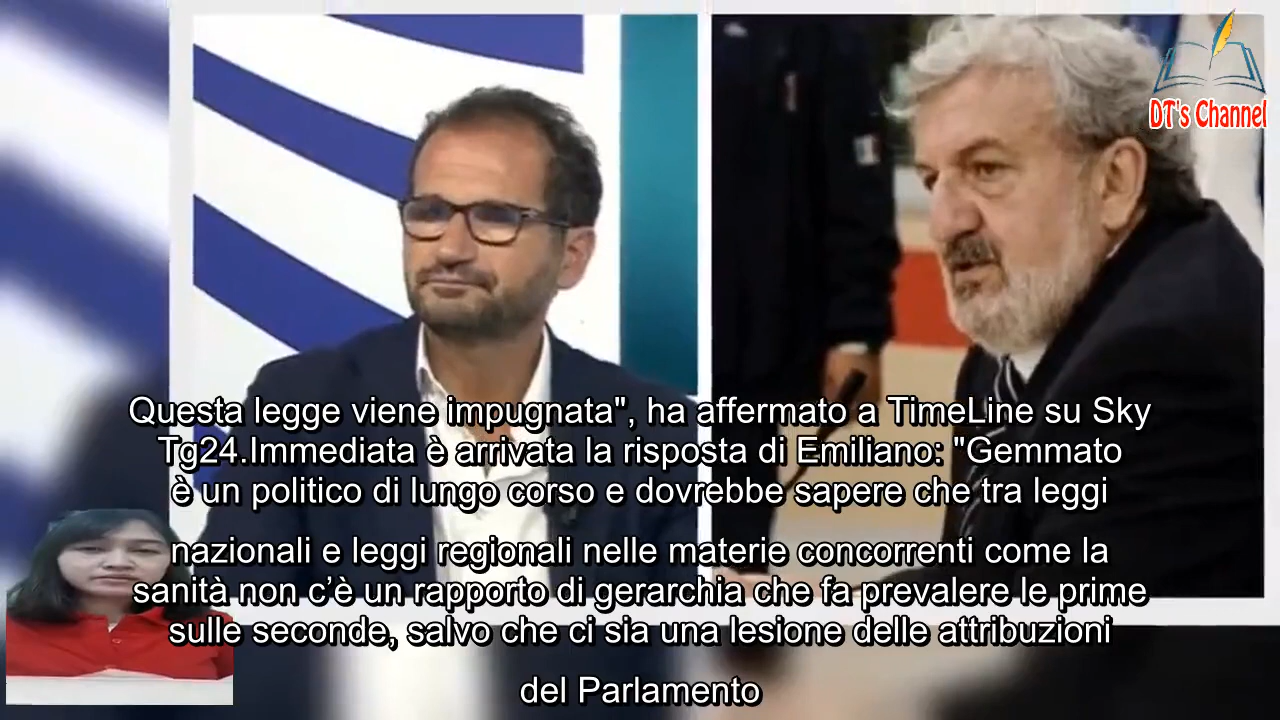 DT's Channel
Questa legge viene impugnata", ha affermato a TimeLine su Sky
Tg24.Immediata è arrivata la risposta di Emiliano: "Gemmato
è un politico di lungo corso e dovrebbe sapere che tra leggi
nazionali e leggi regionali nelle materie concorrenti come la
sanità non c’è un rapporto di gerarchia che fa prevalere le prime
sulle seconde, salvo che ci sia una lesione delle attribuzioni
del Parlamento